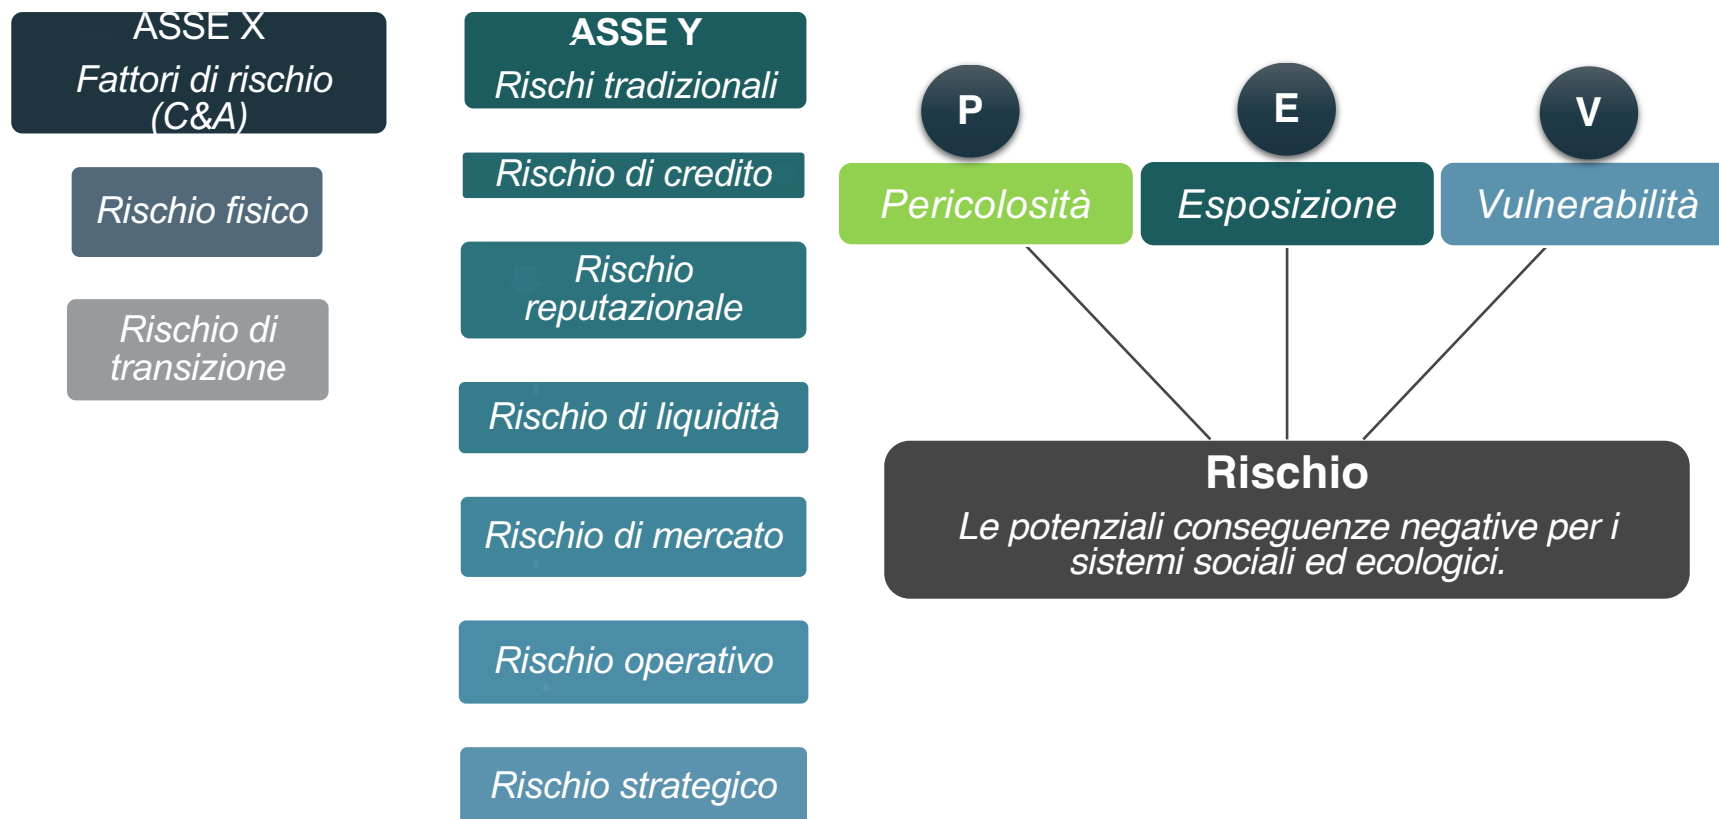 ASSE X
Fattori di rischio
(C&A)
Rischio fisico
Rischio di
transizione
ASSE Y
Rischi tradizionali
Rischio di credito
Rischio
reputazionale
Rischio di liquidità
Rischio di mercato
Rischio operativo
Rischio strategico
P
E
V
Pericolosità
Esposizione
Vulnerabilità
Rischio
Le potenziali conseguenze negative per i
sistemi sociali ed ecologici.